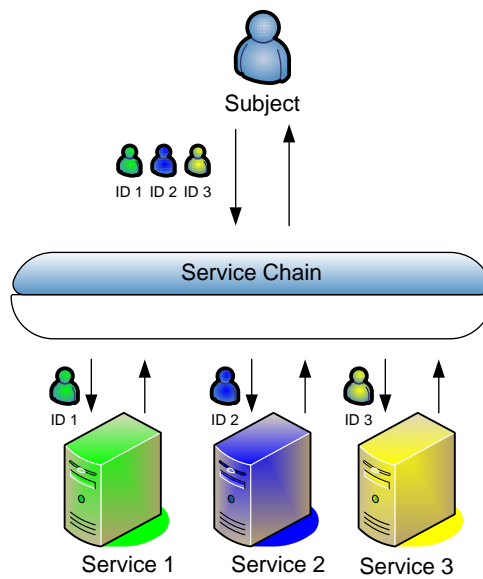 Subject
ID 1 ID 2 ID 3
Service Chain
ID 1 ID 2 ID 3
Service 1 Service 2 Service 3